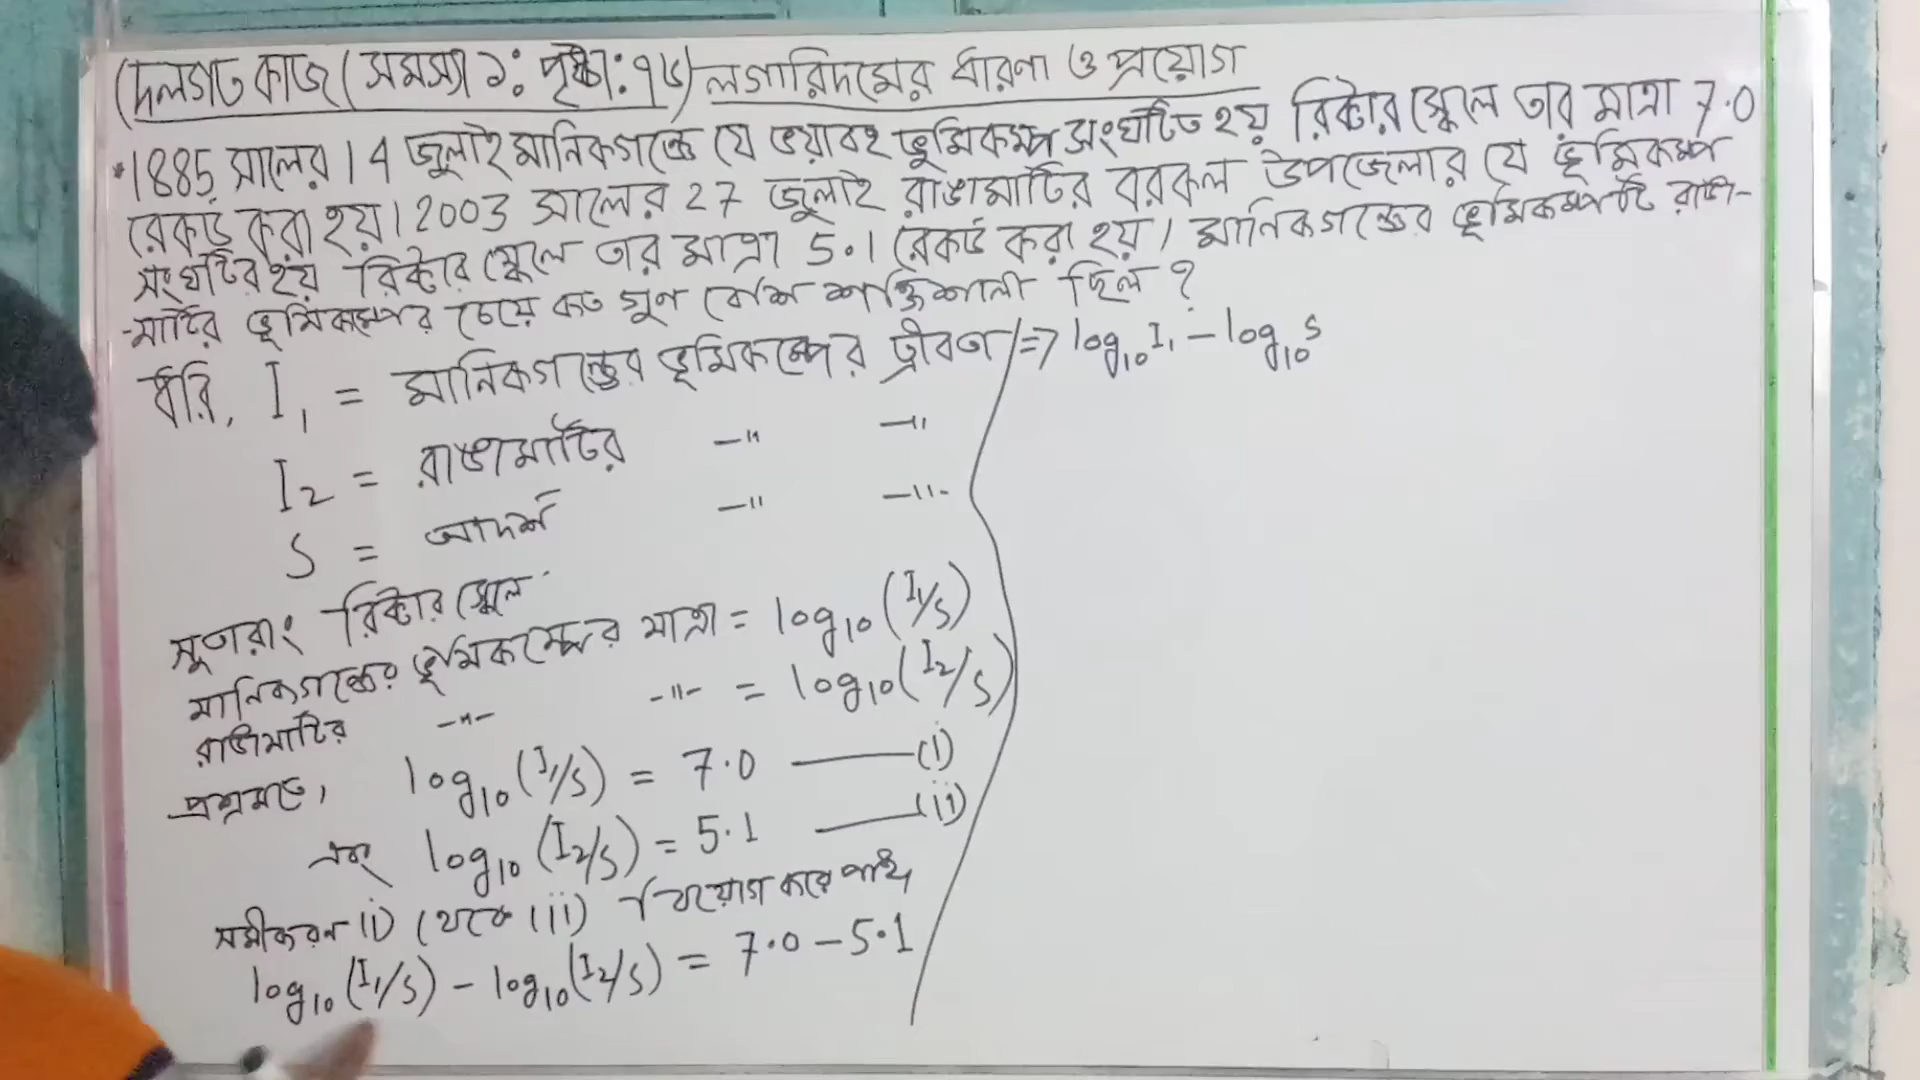 (দলগত কাজ (সমস্যা ১: পৃষ্ঠা: ৭৬) লগারিদমের ধারণা ও প্রয়োগ
*1885 সালের 14 জুলাই মানিকগঞ্জে যে ভয়াবহ ভূমিকম্প সংঘটিত হয় রিক্টার স্কেলে তার মাত্রা 7.0
রেকর্ড করা হয়। 2003 সালের 27 জুলাই রাঙামাটির বরকল উপজেলার যে ভূমিকম্প
সংঘটির হয় রিক্টার স্কেলে তার মাত্রা 5.1 রেকর্ড করা হয়। মানিকগঞ্জের ভূমিকম্পটি রাঙা-
-মাটির ভূমিকম্পের চেয়ে কত গুণ বেশি শক্তিশালী ছিল?
ধরি, I₁ = মানিকগঞ্জের ভূমিকম্পের তীব্রতা
I₂ = রাঙামাটির -"- -"-
S = আদর্শ -"- -"-
সুতরাং রিক্টার স্কেলে
মানিকগঞ্জের ভূমিকম্পের মাত্রা = log₁₀(I₁/S)
রাঙামাটির -"- -"- = log₁₀(I₂/S)
প্রশ্নমতে, log₁₀(I₁/S) = 7.0 ——(i)
এবং log₁₀(I₂/S) = 5.1 ——(ii)
সমীকরণ (i) থেকে (ii) বিয়োগ করে পাই,
log₁₀(I₁/S) - log₁₀(I₂/S) = 7.0 - 5.1
=> log₁₀I₁ - log₁₀S